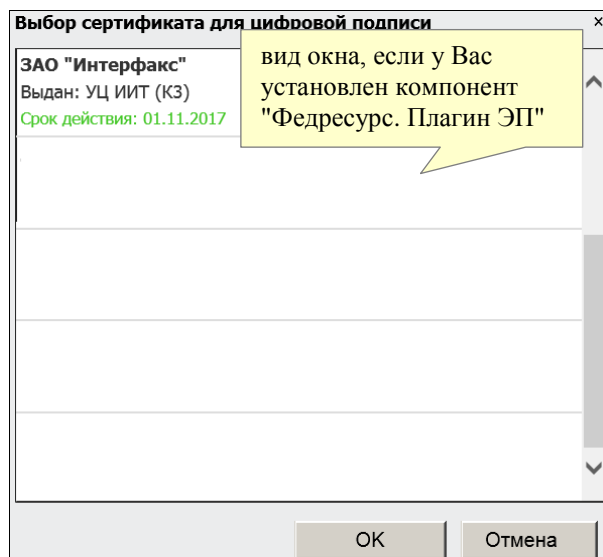 Выбор сертификата для цифровой подписи
×
ЗАО "Интерфакс"
Выдан: УЦ ИИТ (К3)
Срок действия: 01.11.2017
вид окна, если у Вас
установлен компонент
"Федресурс. Плагин ЭП"
OK
Отмена